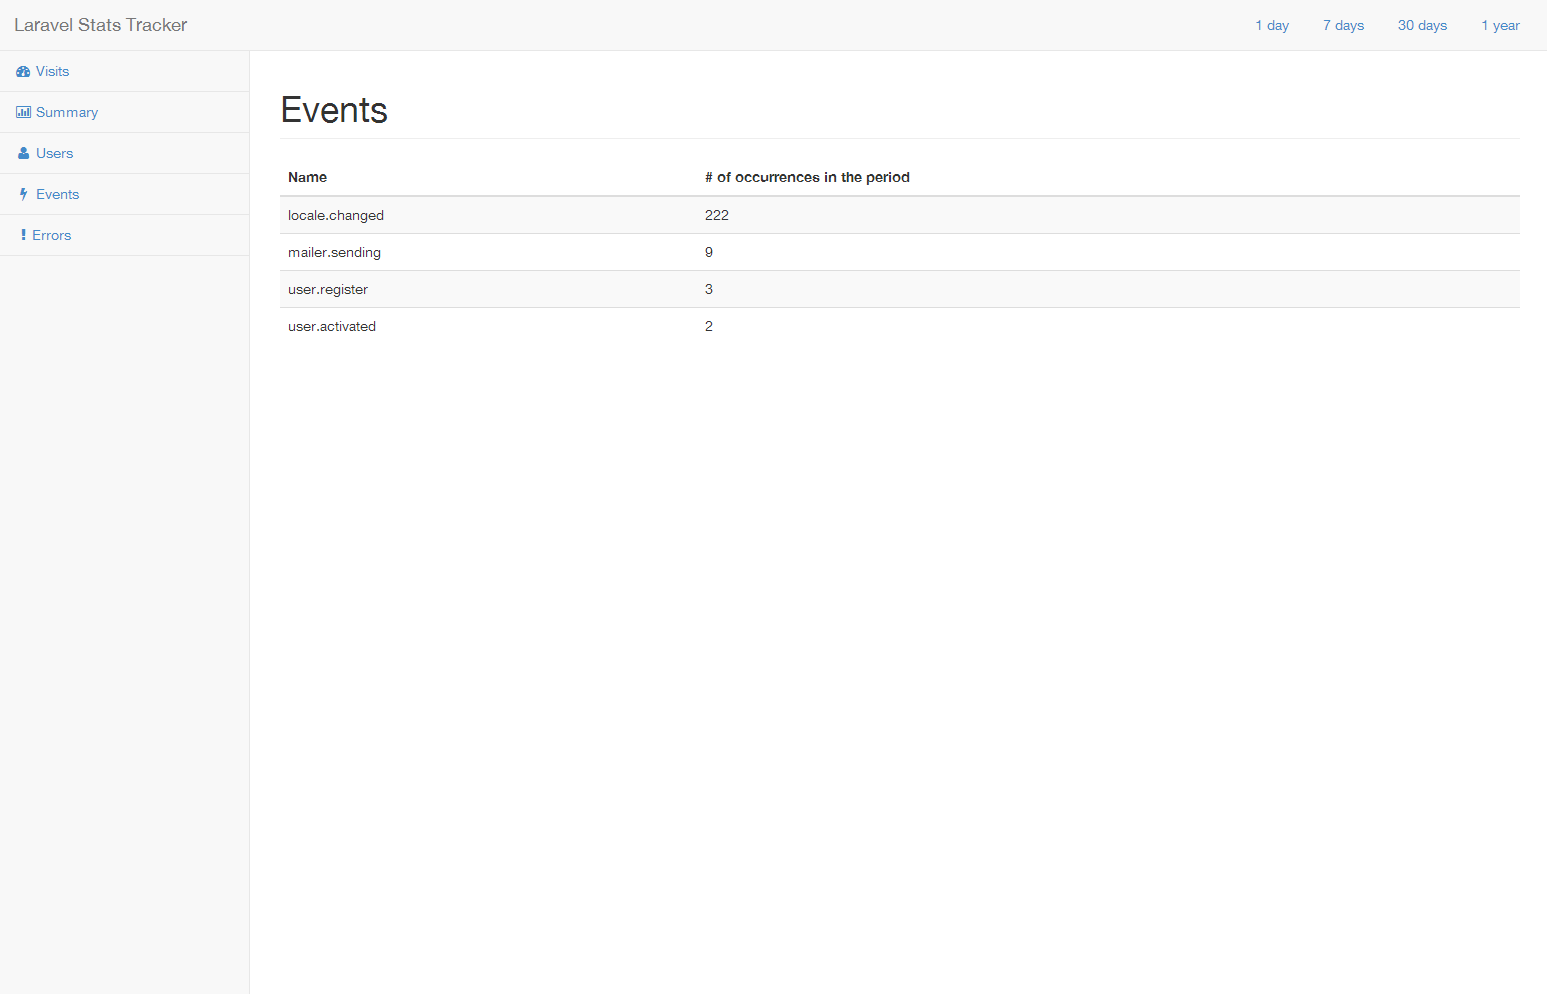 Laravel Stats Tracker
1 day 7 days 30 days 1 year
Visits
Summary
Users
Events
Errors
Events
Name # of occurrences in the period
locale.changed 222
mailer.sending 9
user.register 3
user.activated 2